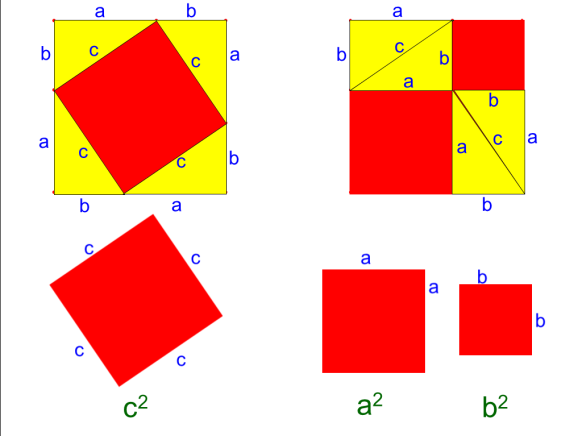 a b a
b c c a b c b
a b
a c c b a c a
b a b
a
c c b
a
c c b
c² a² b²